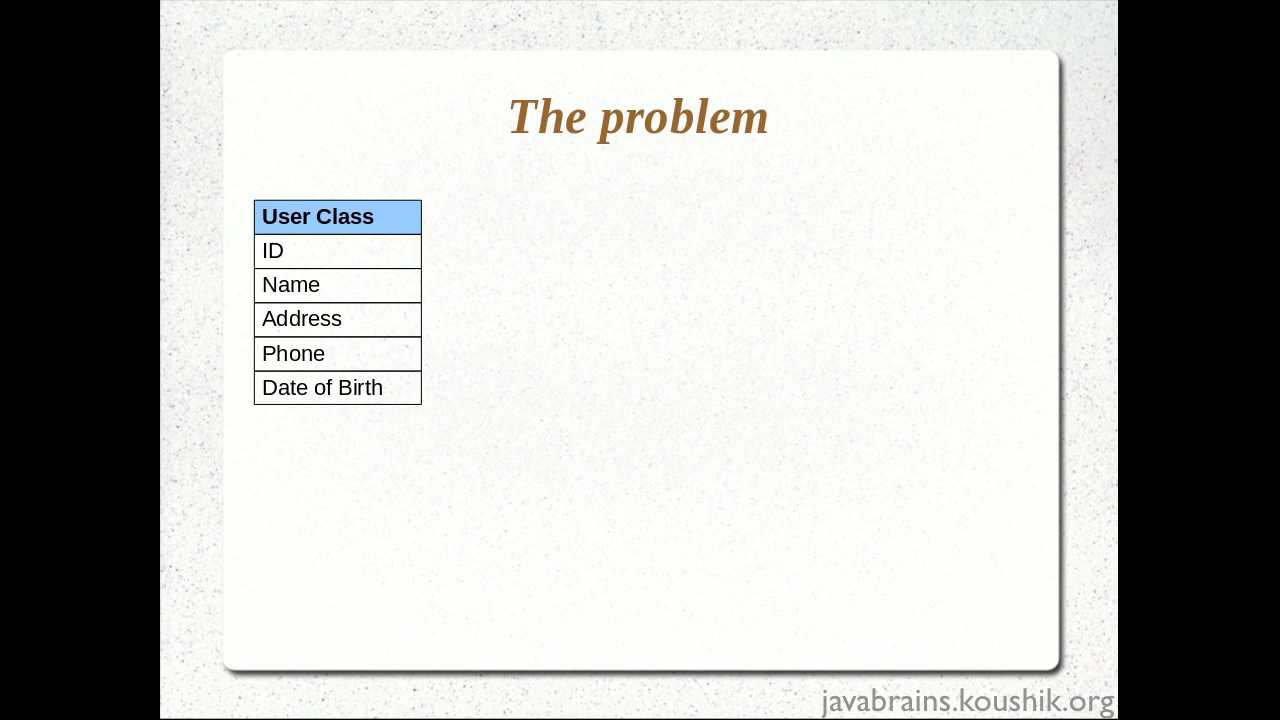 The problem
User Class
ID
Name
Address
Phone
Date of Birth
javabrains.koushik.org